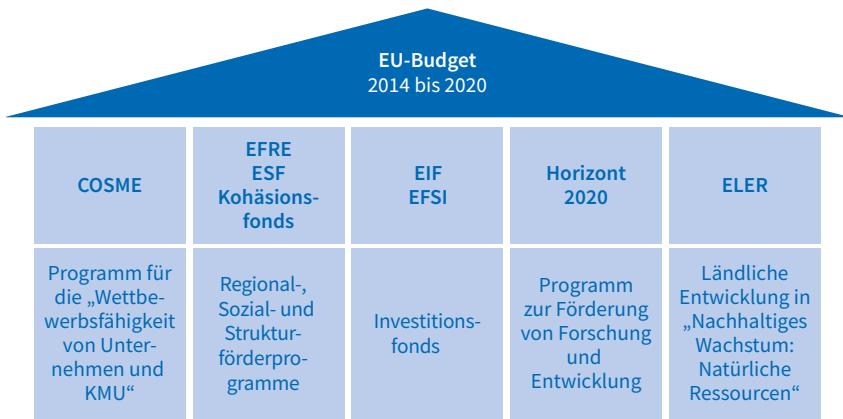 EU-Budget
2014 bis 2020
COSME
EFRE
ESF
Kohäsions-
fonds
EIF
EFSI
Horizont
2020
ELER
Programm für
die „Wettbe-
werbsfähigkeit
von Unter-
nehmen und
KMU“
Regional-,
Sozial- und
Struktur-
förderpro-
gramme
Investitions-
fonds
Programm
zur Förderung
von Forschung
und
Entwicklung
Ländliche
Entwicklung in
„Nachhaltiges
Wachstum:
Natürliche
Ressourcen“